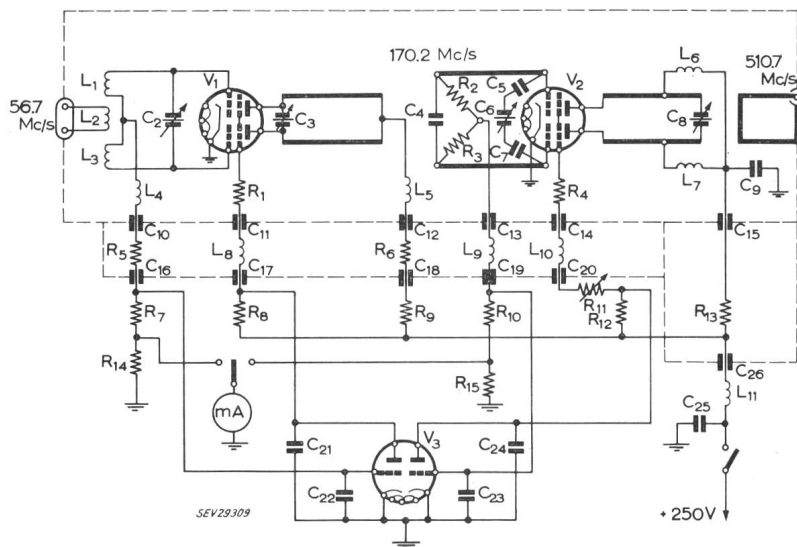 170.2 Mc/s
510.7 Mc/s
56.7 Mc/s
L1
L2
L3
C2
V1
C3
C4
R2
R3
C5
C6
C7
V2
L6
L7
C8
C9
L4
R1
L5
R4
C10
C11
C12
C13
C14
C15
R5
L8
R6
L9
L10
C16
C17
C18
C19
C20
R7
R8
R9
R10
R11
R12
R13
R14
R15
C26
L11
mA
C21
V3
C24
C25
C22
C23
SEV29309
+250V